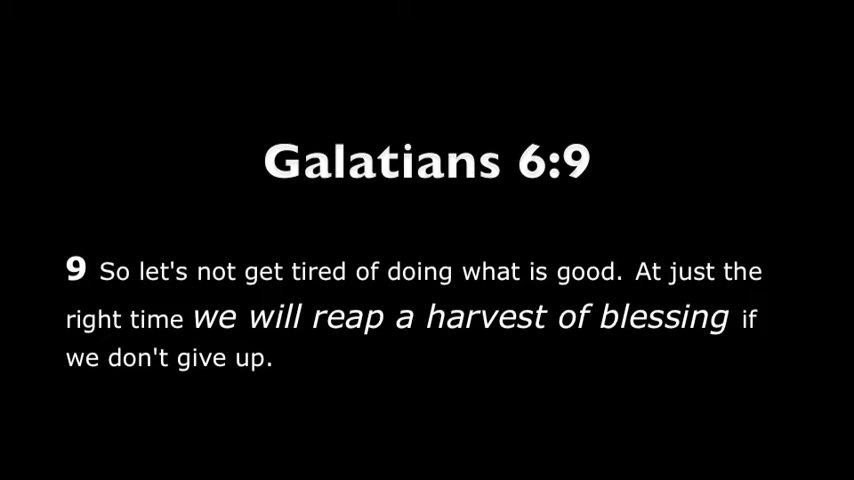 Galatians 6:9
9 So let's not get tired of doing what is good. At just the
right time we will reap a harvest of blessing if
we don't give up.